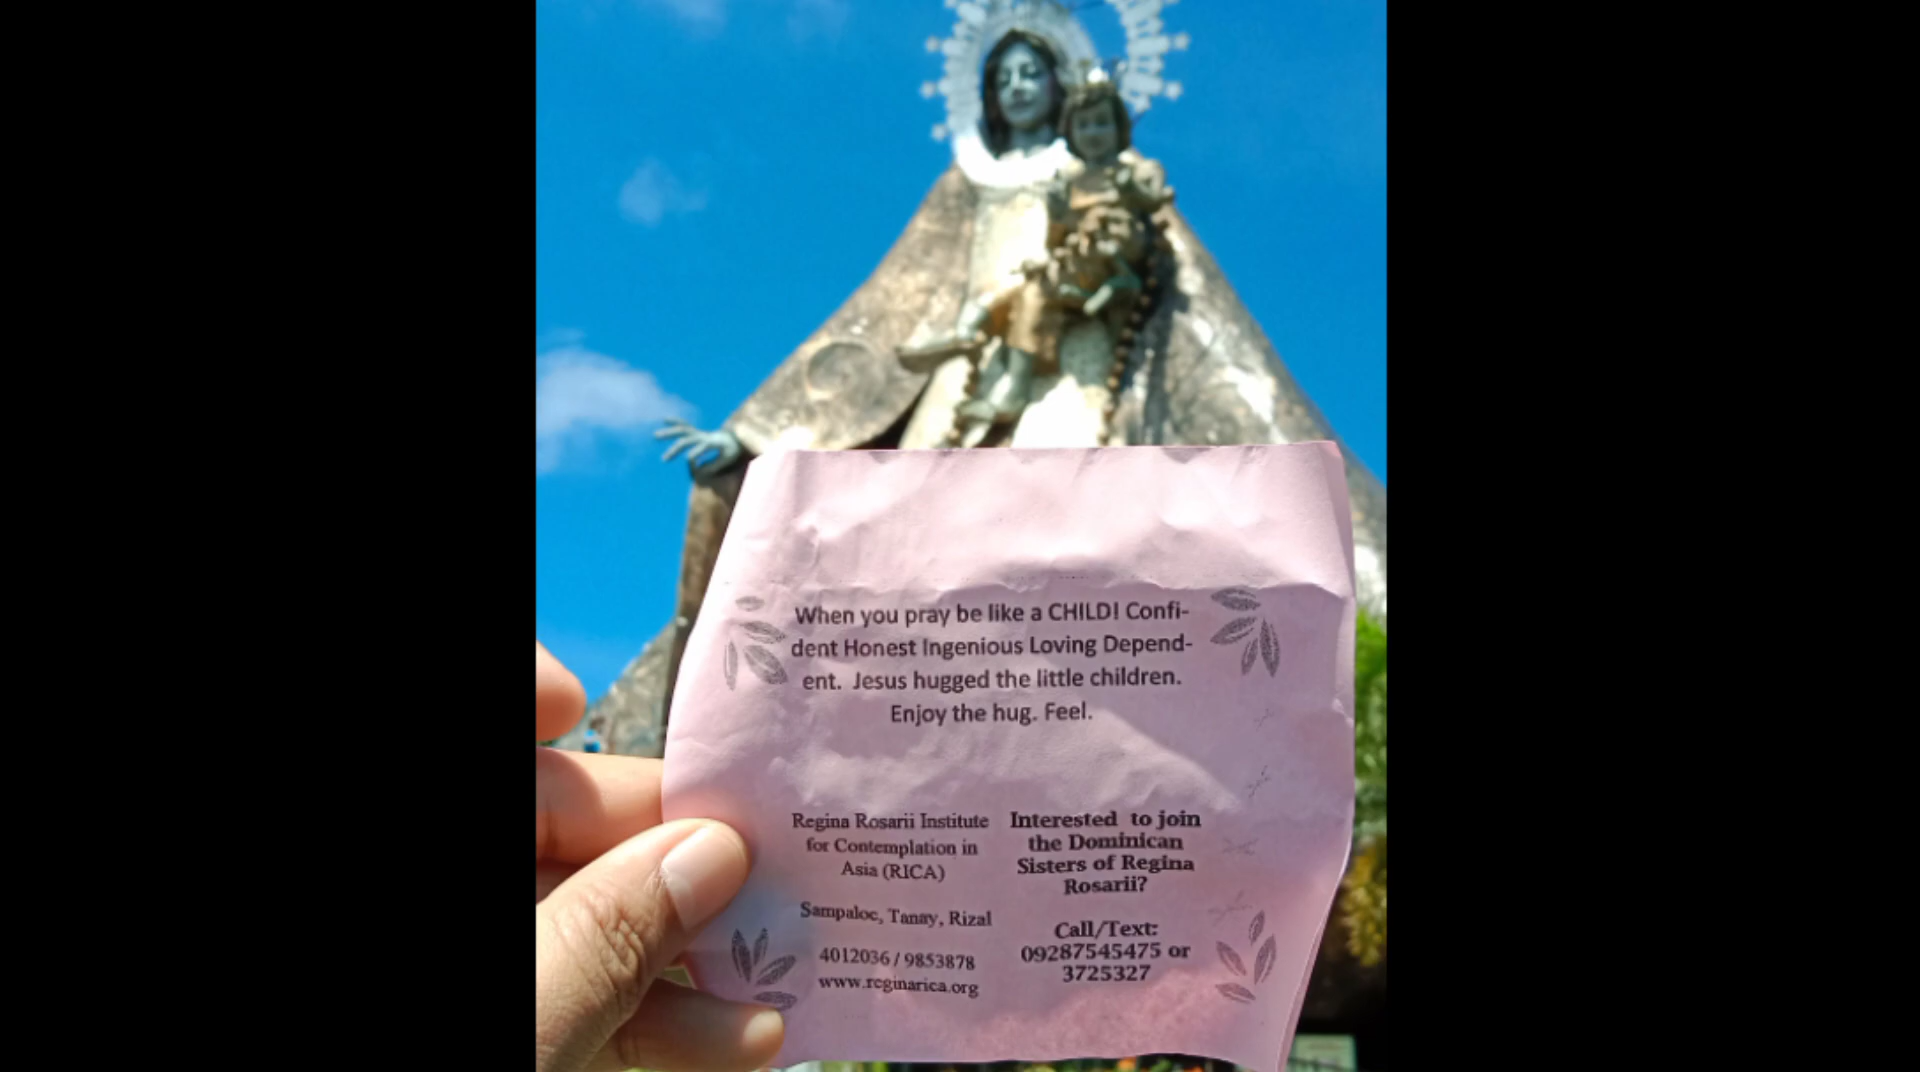 When you pray be like a CHILD! Confi-
dent Honest Ingenious Loving Depend-
ent. Jesus hugged the little children.
Enjoy the hug. Feel.
Regina Rosarii Institute
for Contemplation in
Asia (RICA)
Sampaloc, Tanay, Rizal
4012036 / 9853878
www.reginarica.org
Interested to join
the Dominican
Sisters of Regina
Rosarii?
Call/Text:
09287545475 or
3725327